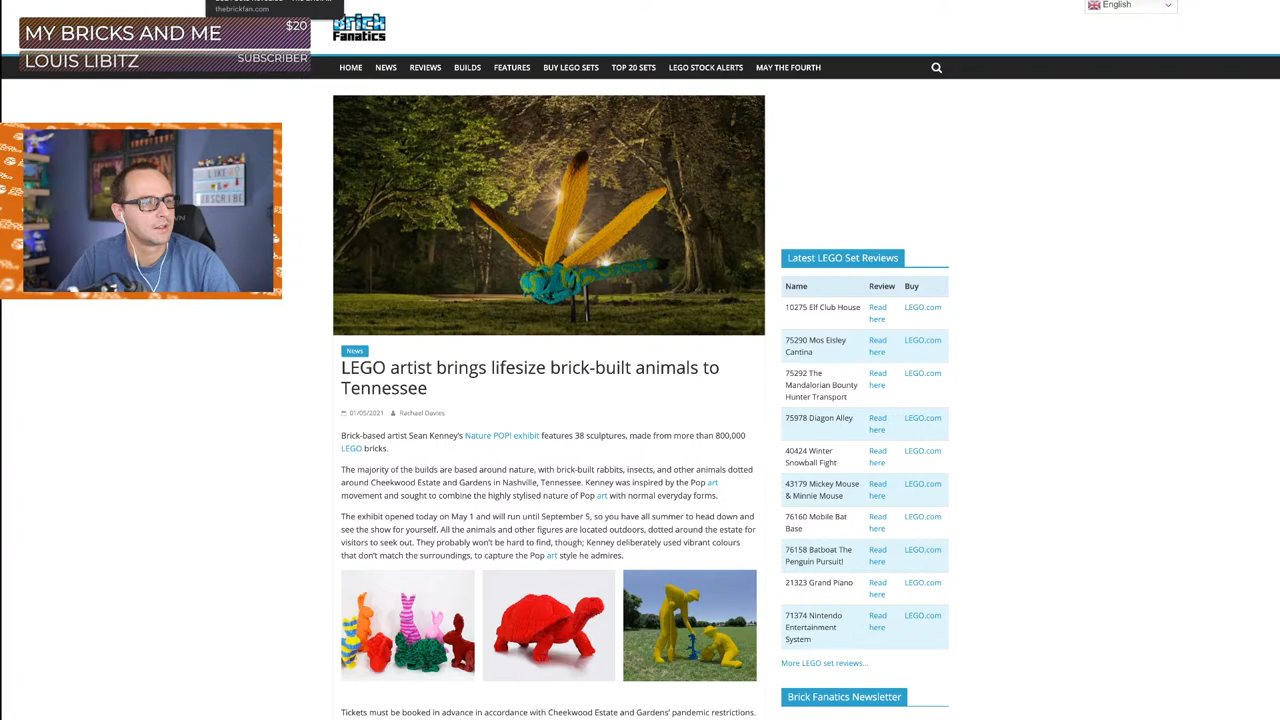 thebrickfan.com
English
MY BRICKS AND ME $20
LOUIS LIBITZ SUBSCRIBER
Brick
Fanatics
HOME NEWS REVIEWS BUILDS FEATURES BUY LEGO SETS TOP 20 SETS LEGO STOCK ALERTS MAY THE FOURTH
LIKE
SUBSCRIBE
News
LEGO artist brings lifesize brick-built animals to
Tennessee
01/05/2021 Rachael Davies
Brick-based artist Sean Kenney's Nature POP! exhibit features 38 sculptures, made from more than 800,000
LEGO bricks.
The majority of the builds are based around nature, with brick-built rabbits, insects, and other animals dotted
around Cheekwood Estate and Gardens in Nashville, Tennessee. Kenney was inspired by the Pop art
movement and sought to combine the highly stylised nature of Pop art with normal everyday forms.
The exhibit opened today on May 1 and will run until September 5, so you have all summer to head down and
see the show for yourself. All the animals and other figures are located outdoors, dotted around the estate for
visitors to seek out. They probably won't be hard to find, though; Kenney deliberately used vibrant colours
that don't match the surroundings, to capture the Pop art style he admires.
Tickets must be booked in advance in accordance with Cheekwood Estate and Gardens' pandemic restrictions.
Latest LEGO Set Reviews
Name Review Buy
10275 Elf Club House Read LEGO.com
here
75290 Mos Eisley Read LEGO.com
Cantina here
75292 The Read LEGO.com
Mandalorian Bounty here
Hunter Transport
75978 Diagon Alley Read LEGO.com
here
40424 Winter Read LEGO.com
Snowball Fight here
43179 Mickey Mouse Read LEGO.com
& Minnie Mouse here
76160 Mobile Bat Read LEGO.com
Base here
76158 Batboat The Read LEGO.com
Penguin Pursuit! here
21323 Grand Piano Read LEGO.com
here
71374 Nintendo Read LEGO.com
Entertainment here
System
More LEGO set reviews...
Brick Fanatics Newsletter